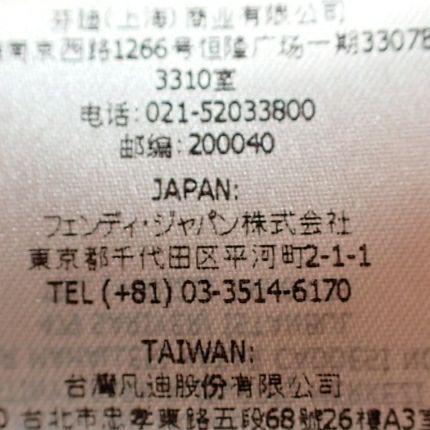 芬迪(上海)商业有限公司
南京西路1266号恒隆广场一期3307&
3310室
电话:021-52033800
邮编:200040
JAPAN:
フェンディ・ジャパン株式会社
東京都千代田区平河町2-1-1
TEL (+81) 03-3514-6170
TAIWAN:
台灣凡迪股份有限公司
台北市忠孝東路五段68號26樓A3室